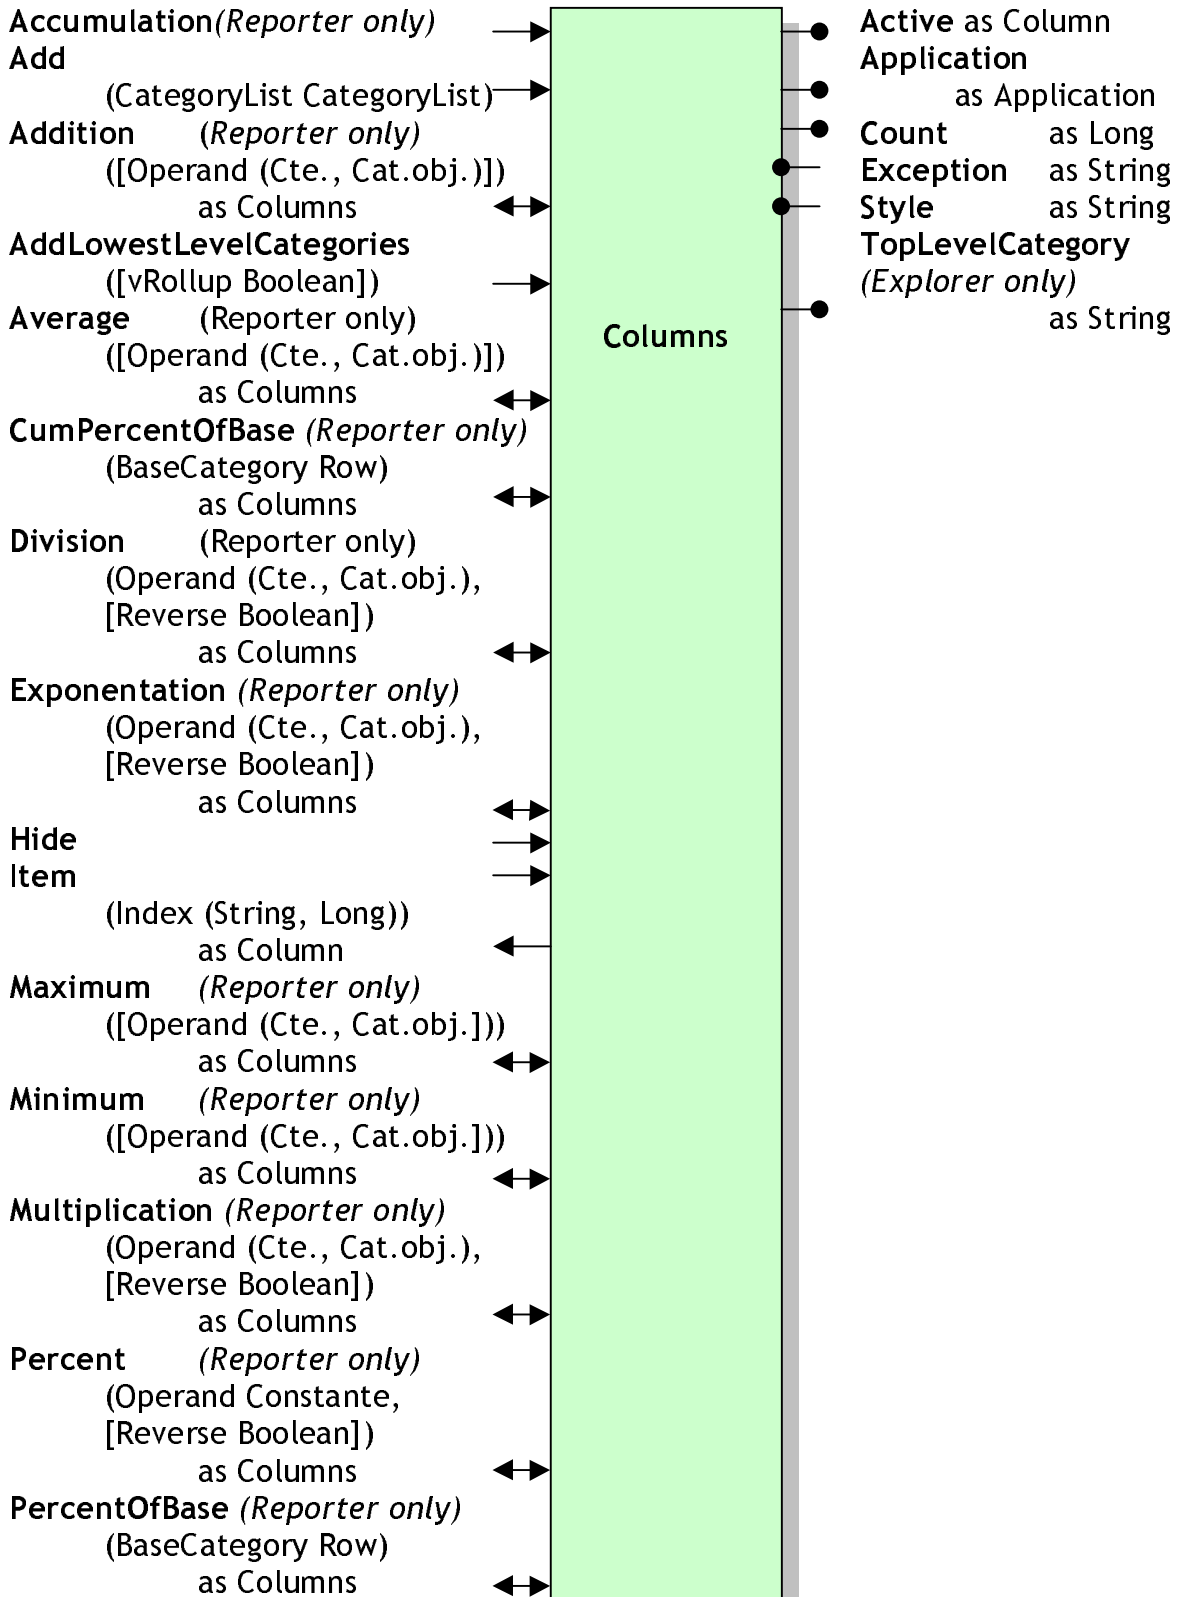 Accumulation(Reporter only)
Add
(CategoryList CategoryList)
Addition (Reporter only)
([Operand (Cte., Cat.obj.)])
as Columns
AddLowestLevelCategories
([vRollup Boolean])
Average (Reporter only)
([Operand (Cte., Cat.obj.)])
as Columns
CumPercentOfBase (Reporter only)
(BaseCategory Row)
as Columns
Division (Reporter only)
(Operand (Cte., Cat.obj.),
[Reverse Boolean])
as Columns
Exponentation (Reporter only)
(Operand (Cte., Cat.obj.),
[Reverse Boolean])
as Columns
Hide
Item
(Index (String, Long))
as Column
Maximum (Reporter only)
([Operand (Cte., Cat.obj.]))
as Columns
Minimum (Reporter only)
([Operand (Cte., Cat.obj.]))
as Columns
Multiplication (Reporter only)
(Operand (Cte., Cat.obj.),
[Reverse Boolean])
as Columns
Percent (Reporter only)
(Operand Constante,
[Reverse Boolean])
as Columns
PercentOfBase (Reporter only)
(BaseCategory Row)
as Columns
Columns
Active as Column
Application
as Application
Count as Long
Exception as String
Style as String
TopLevelCategory
(Explorer only)
as String